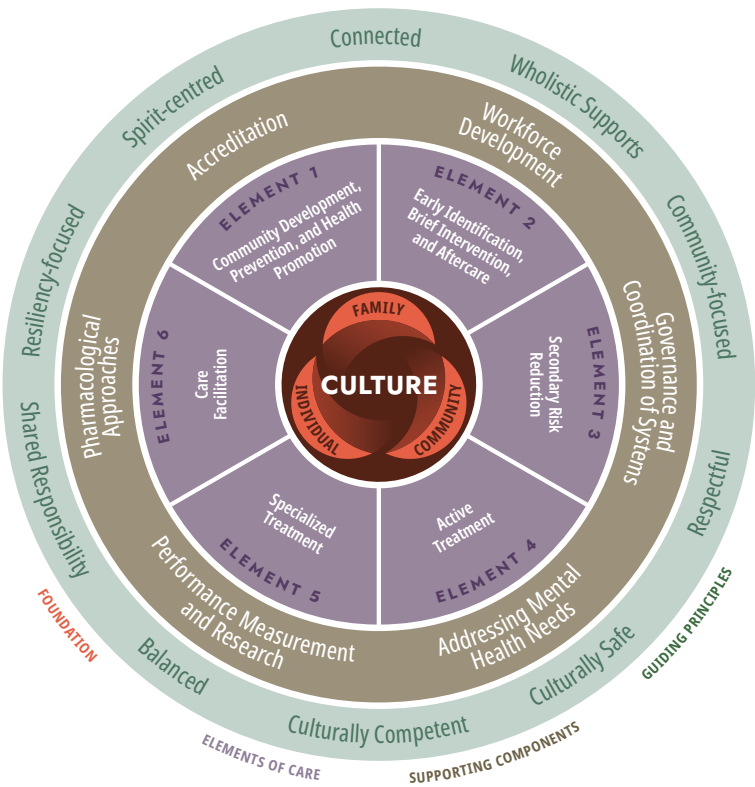 Connected
Wholistic Supports
Community-focused
Respectful
Culturally Safe
Culturally Competent
Balanced
Shared Responsibility
Resiliency-focused
Spirit-centred
Accreditation
Workforce
Development
Governance and
Coordination of Systems
Addressing Mental
Health Needs
Performance Measurement
and Research
Pharmacological
Approaches
ELEMENT 1
Community Development,
Prevention, and Health
Promotion
ELEMENT 2
Early Identification,
Brief Intervention,
and Aftercare
ELEMENT 3
Secondary Risk
Reduction
ELEMENT 4
Active
Treatment
ELEMENT 5
Specialized
Treatment
ELEMENT 6
Care
Facilitation
FAMILY
CULTURE
INDIVIDUAL
COMMUNITY
FOUNDATION
ELEMENTS OF CARE
SUPPORTING COMPONENTS
GUIDING PRINCIPLES